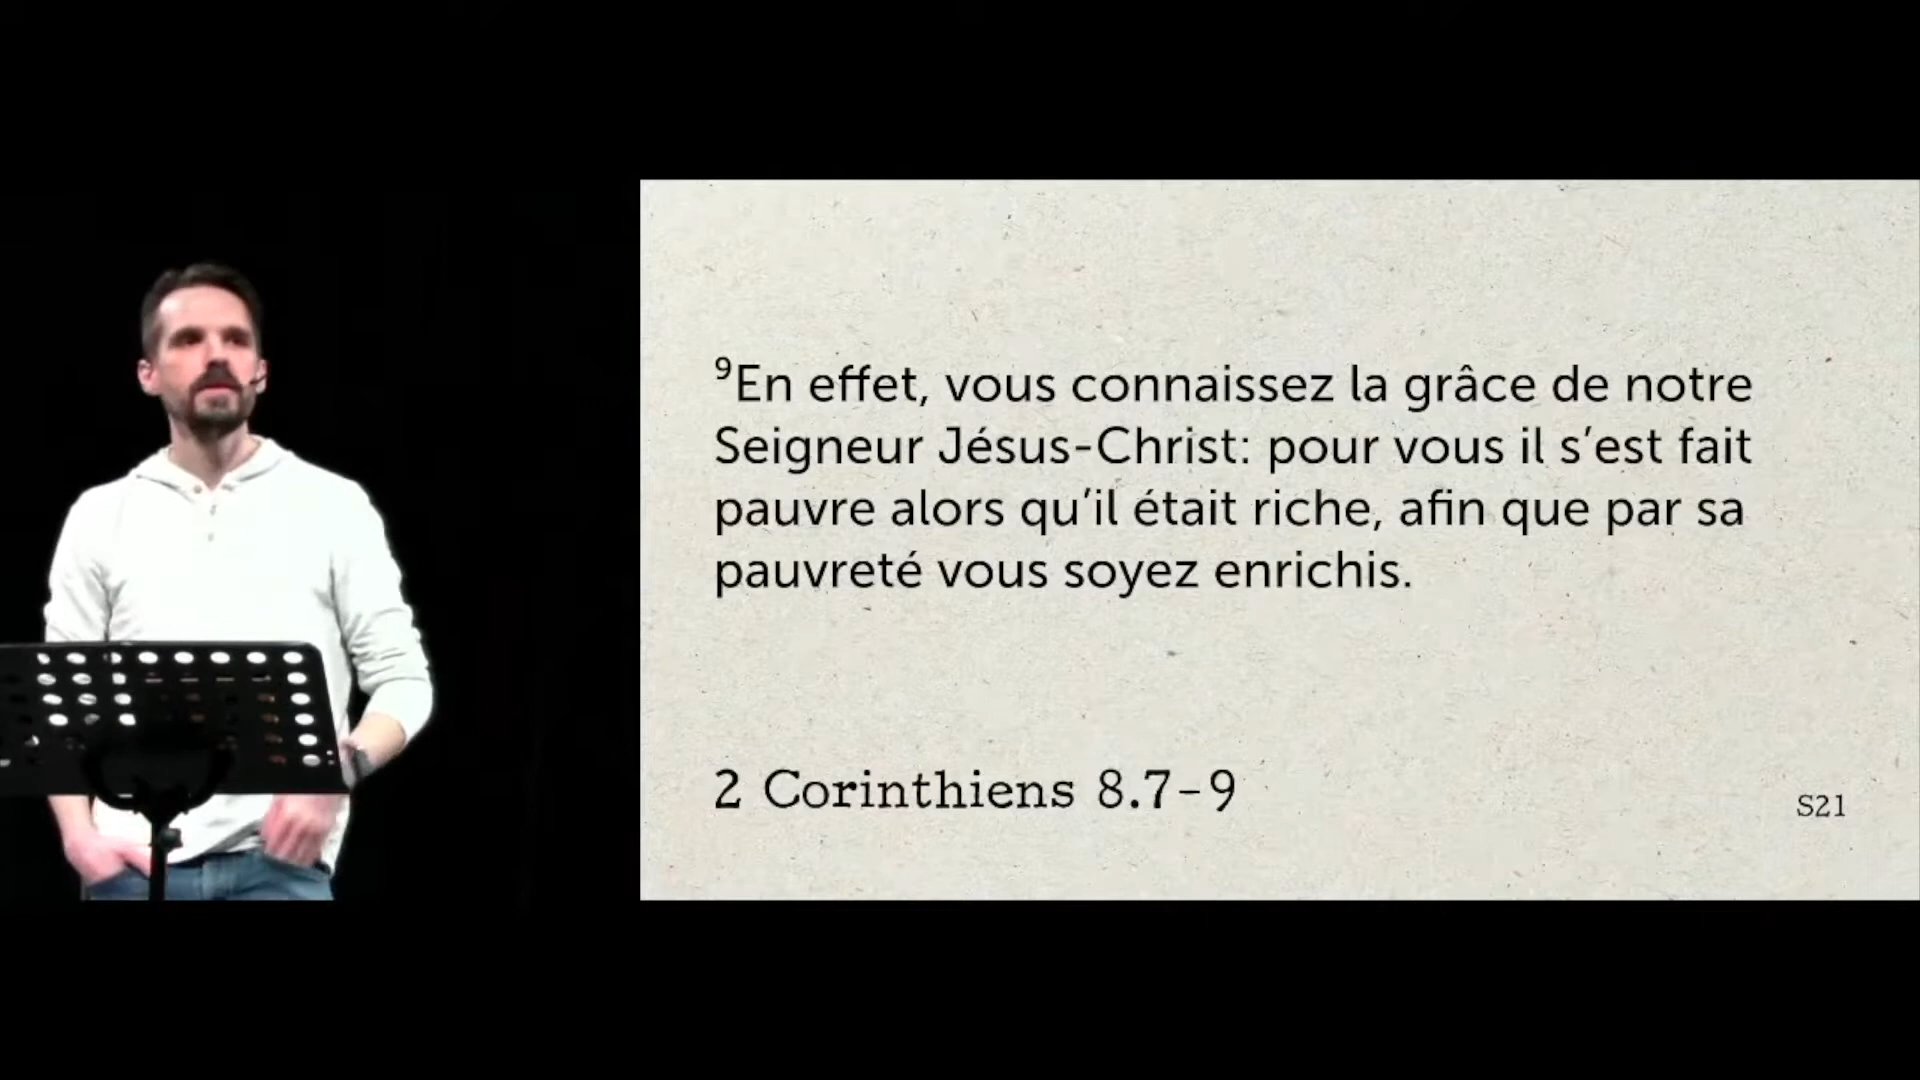 ⁹En effet, vous connaissez la grâce de notre
Seigneur Jésus-Christ: pour vous il s’est fait
pauvre alors qu’il était riche, afin que par sa
pauvreté vous soyez enrichis.
2 Corinthiens 8.7-9
S21